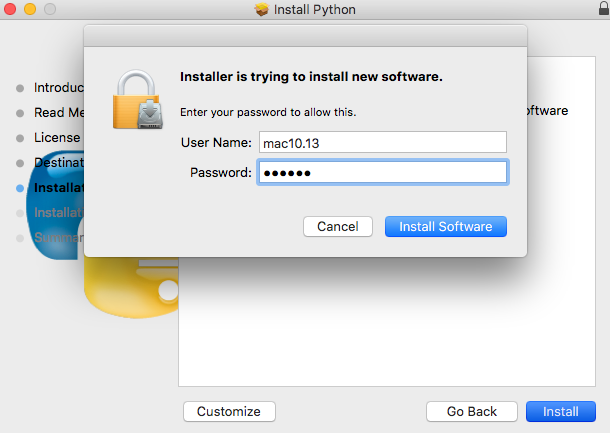 Install Python
Installer is trying to install new software.
Enter your password to allow this.
User Name: mac10.13
Password: ●●●●●●
Cancel
Install Software
Introduc
Read Me
License
Destinat
Installat
Installat
Summar
oftware
Customize
Go Back
Install